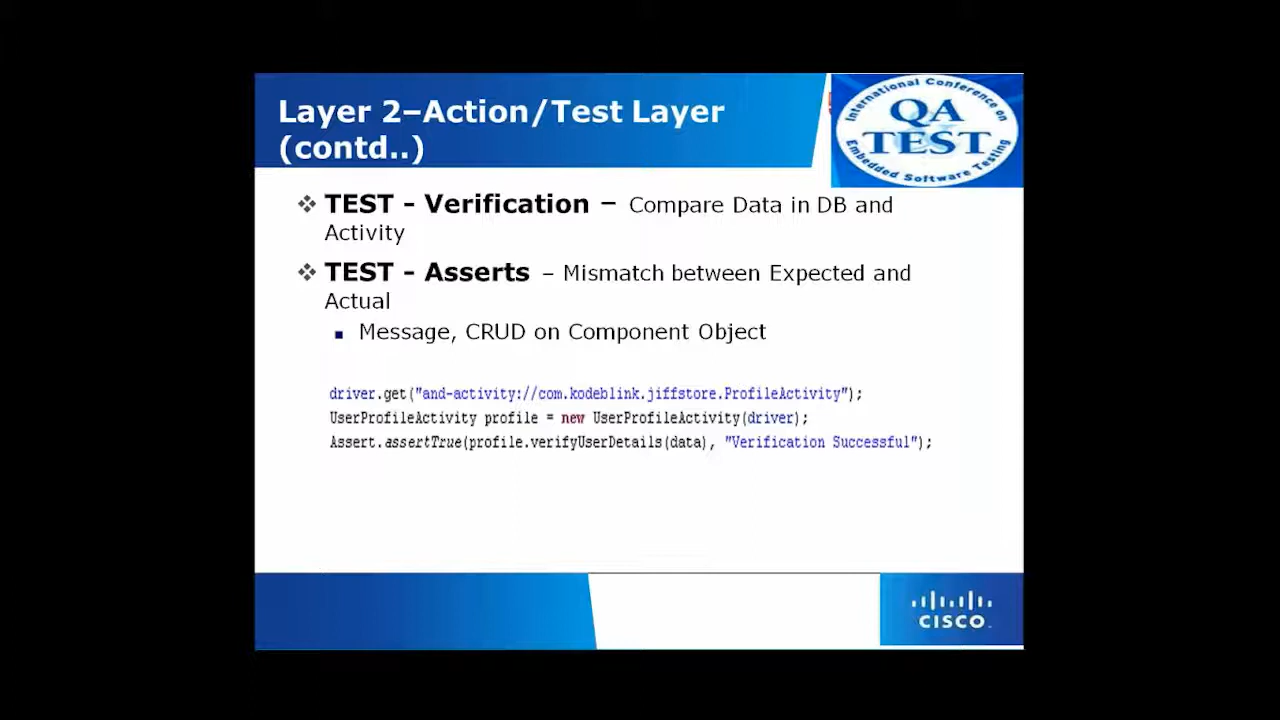 Layer 2–Action/Test Layer
(contd..)
International Conference on
QA
TEST
Embedded Software Testing
❖ TEST - Verification – Compare Data in DB and
Activity
❖ TEST - Asserts – Mismatch between Expected and
Actual
▪ Message, CRUD on Component Object
driver.get("and-activity://com.kodeblink.jiffstore.ProfileActivity");
UserProfileActivity profile = new UserProfileActivity(driver);
Assert.assertTrue(profile.verifyUserDetails(data), "Verification Successful");
CISCO